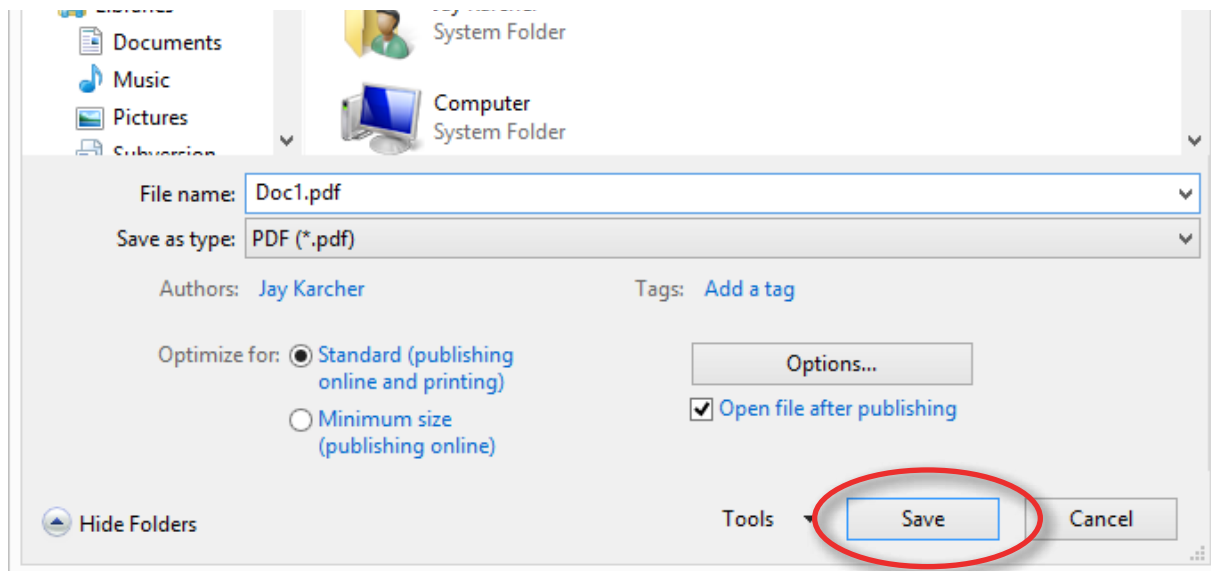 Documents
Music
Pictures
System Folder
Computer
System Folder
File name: Doc1.pdf
Save as type: PDF (*.pdf)
Authors: Jay Karcher
Tags: Add a tag
Optimize for: Standard (publishing
online and printing)
Minimum size
(publishing online)
Options...
Open file after publishing
Hide Folders
Tools
Save
Cancel